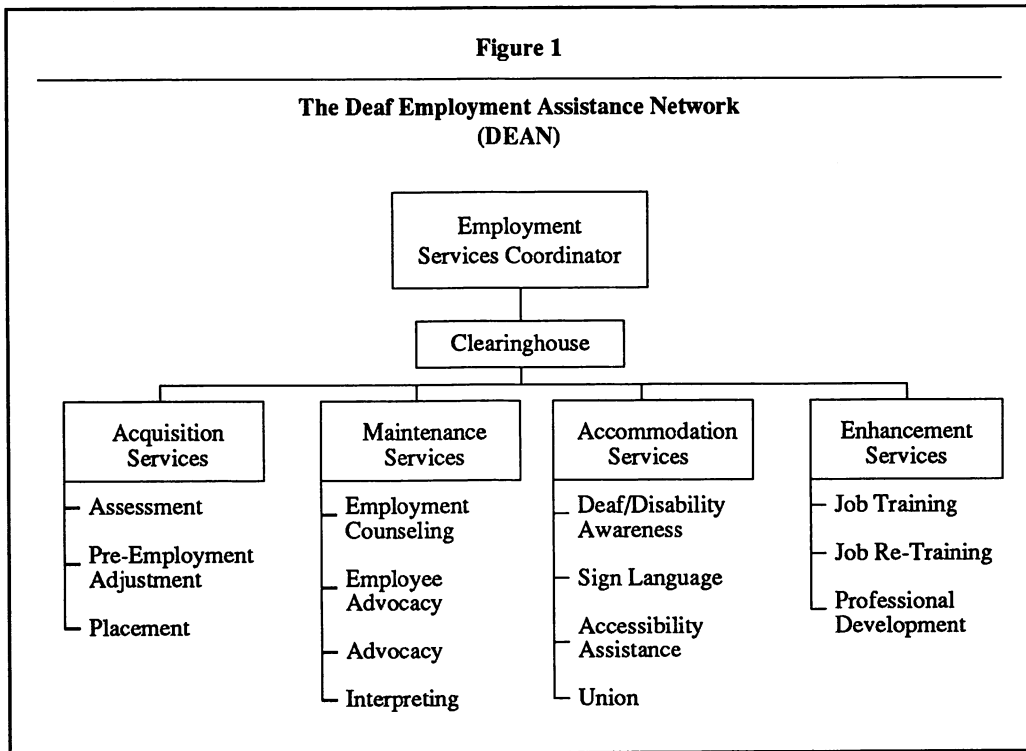 Figure 1
The Deaf Employment Assistance Network
(DEAN)
Employment
Services Coordinator
Clearinghouse
Acquisition
Services
Assessment
Pre-Employment
Adjustment
Placement
Maintenance
Services
Employment
Counseling
Employee
Advocacy
Advocacy
Interpreting
Accommodation
Services
Deaf/Disability
Awareness
Sign Language
Accessibility
Assistance
Union
Enhancement
Services
Job Training
Job Re-Training
Professional
Development